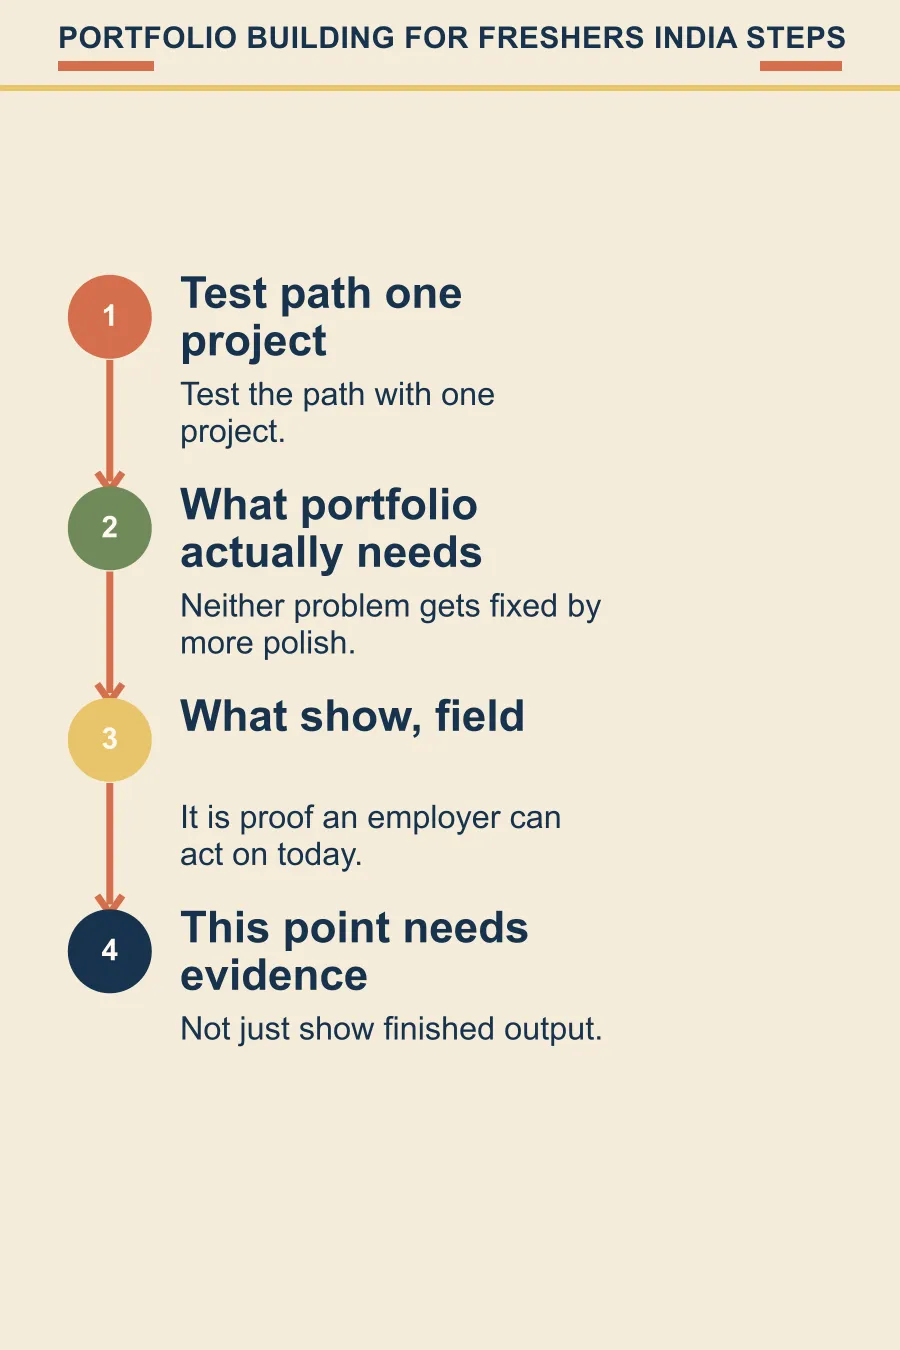 PORTFOLIO BUILDING FOR FRESHERS INDIA STEPS
1
Test path one
project
Test the path with one
project.
2
What portfolio
actually needs
Neither problem gets fixed by
more polish.
3
What show, field
It is proof an employer can
act on today.
4
This point needs
evidence
Not just show finished output.